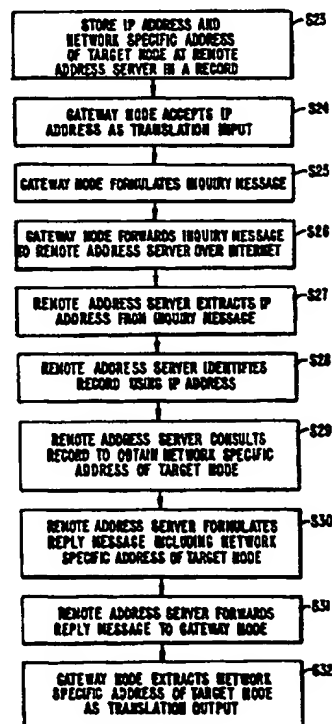 STORE IP ADDRESS AND
NETWORK SPECIFIC ADDRESS
OF TARGET NODE AT REMOTE
ADDRESS SERVER IN A RECORD
S23
GATEWAY NODE ACCEPTS IP
ADDRESS AS TRANSLATION INPUT
S24
GATEWAY NODE FORMULATES INQUIRY MESSAGE
S25
GATEWAY NODE FORWARDS INQUIRY MESSAGE
TO REMOTE ADDRESS SERVER OVER INTERNET
S26
REMOTE ADDRESS SERVER EXTRACTS IP
ADDRESS FROM INQUIRY MESSAGE
S27
REMOTE ADDRESS SERVER IDENTIFIES
RECORD USING IP ADDRESS
S28
REMOTE ADDRESS SERVER CONSULTS
RECORD TO OBTAIN NETWORK SPECIFIC
ADDRESS OF TARGET NODE
S29
REMOTE ADDRESS SERVER FORMULATES
REPLY MESSAGE INCLUDING NETWORK
SPECIFIC ADDRESS OF TARGET NODE
S30
REMOTE ADDRESS SERVER FORWARDS
REPLY MESSAGE TO GATEWAY NODE
S31
GATEWAY NODE EXTRACTS NETWORK
SPECIFIC ADDRESS OF TARGET NODE
AS TRANSLATION OUTPUT
S32